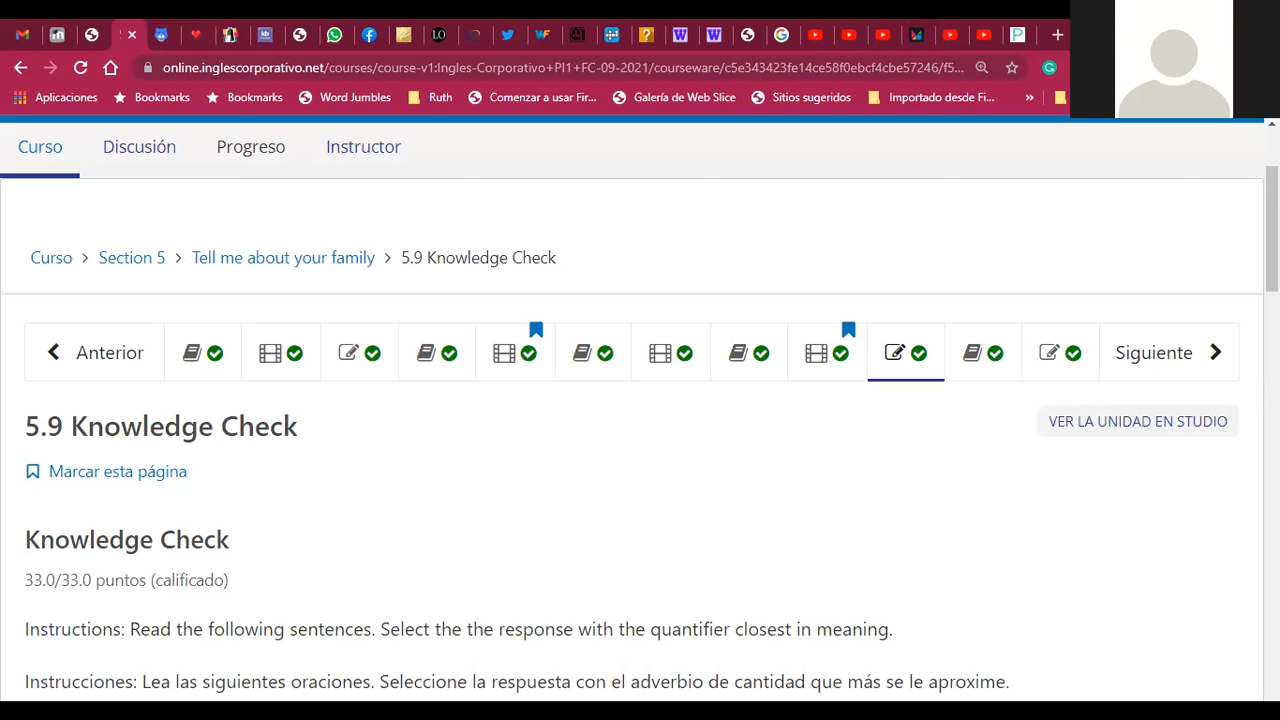 online.inglescorporativo.net/courses/course-v1:Ingles-Corporativo+PI1+FC-09-2021/courseware/c5e343423fe14ce58f0ebcf4cbe57246/f5...
Aplicaciones Bookmarks Bookmarks Word Jumbles Ruth Comenzar a usar Fir... Galería de Web Slice Sitios sugeridos Importado desde Fi... »
Curso Discusión Progreso Instructor
Curso > Section 5 > Tell me about your family > 5.9 Knowledge Check
Anterior Siguiente
5.9 Knowledge Check
VER LA UNIDAD EN STUDIO
Marcar esta página
Knowledge Check
33.0/33.0 puntos (calificado)
Instructions: Read the following sentences. Select the the response with the quantifier closest in meaning.
Instrucciones: Lea las siguientes oraciones. Seleccione la respuesta con el adverbio de cantidad que más se le aproxime.